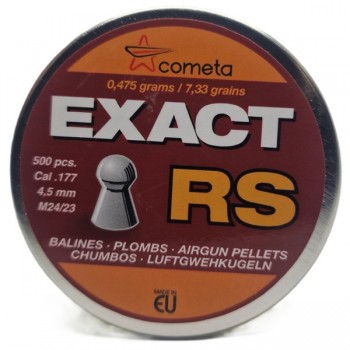 cometa
0,475 grams / 7,33 grains
EXACT
500 pcs.
Cal .177
4,5 mm
M24/23
RS
BALINES - PLOMBS - AIRGUN PELLETS
CHUMBOS - LUFTGWEHKUGELN
MADE IN
EU